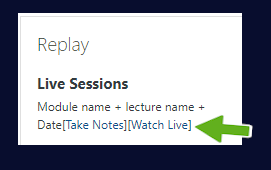 Replay
Live Sessions
Module name + lecture name +
Date[Take Notes][Watch Live]